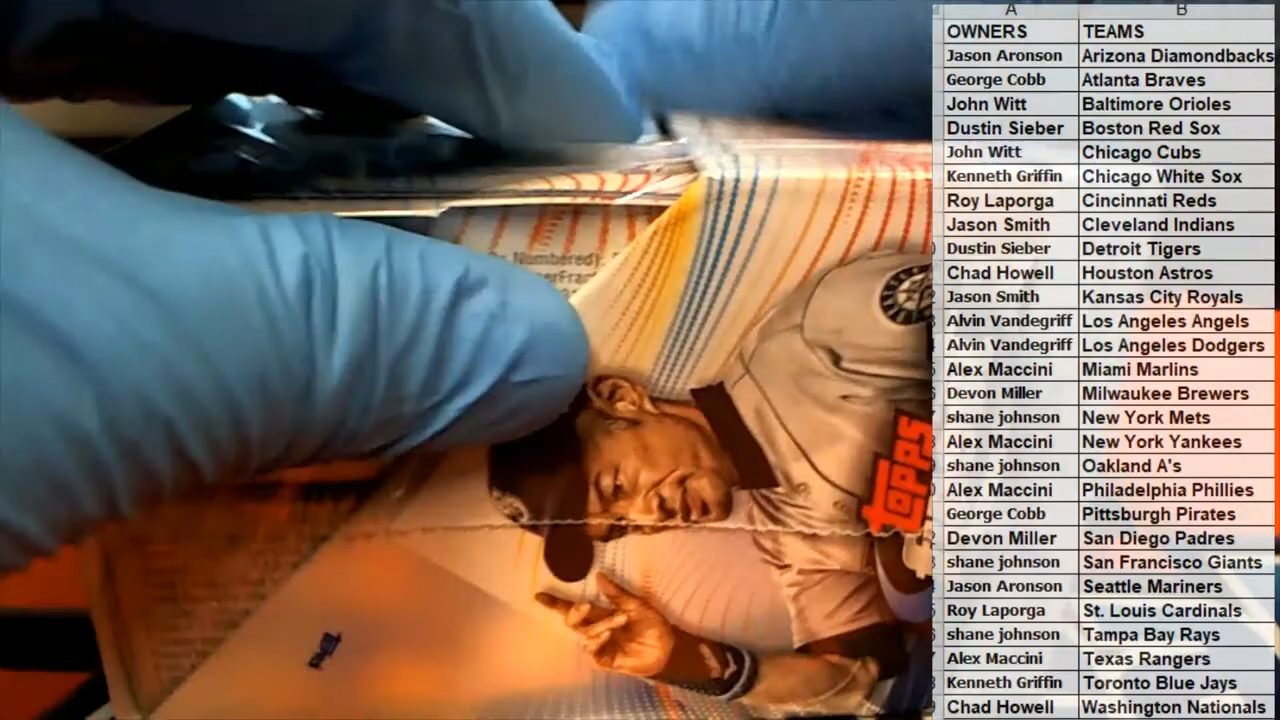 A B
OWNERS TEAMS
Jason Aronson Arizona Diamondbacks
George Cobb Atlanta Braves
John Witt Baltimore Orioles
Dustin Sieber Boston Red Sox
John Witt Chicago Cubs
Kenneth Griffin Chicago White Sox
Roy Laporga Cincinnati Reds
Jason Smith Cleveland Indians
Dustin Sieber Detroit Tigers
Chad Howell Houston Astros
Jason Smith Kansas City Royals
Alvin Vandegriff Los Angeles Angels
Alvin Vandegriff Los Angeles Dodgers
Alex Maccini Miami Marlins
Devon Miller Milwaukee Brewers
shane johnson New York Mets
Alex Maccini New York Yankees
shane johnson Oakland A's
Alex Maccini Philadelphia Phillies
George Cobb Pittsburgh Pirates
Devon Miller San Diego Padres
shane johnson San Francisco Giants
Jason Aronson Seattle Mariners
Roy Laporga St. Louis Cardinals
shane johnson Tampa Bay Rays
Alex Maccini Texas Rangers
Kenneth Griffin Toronto Blue Jays
Chad Howell Washington Nationals
Numbered)
topps